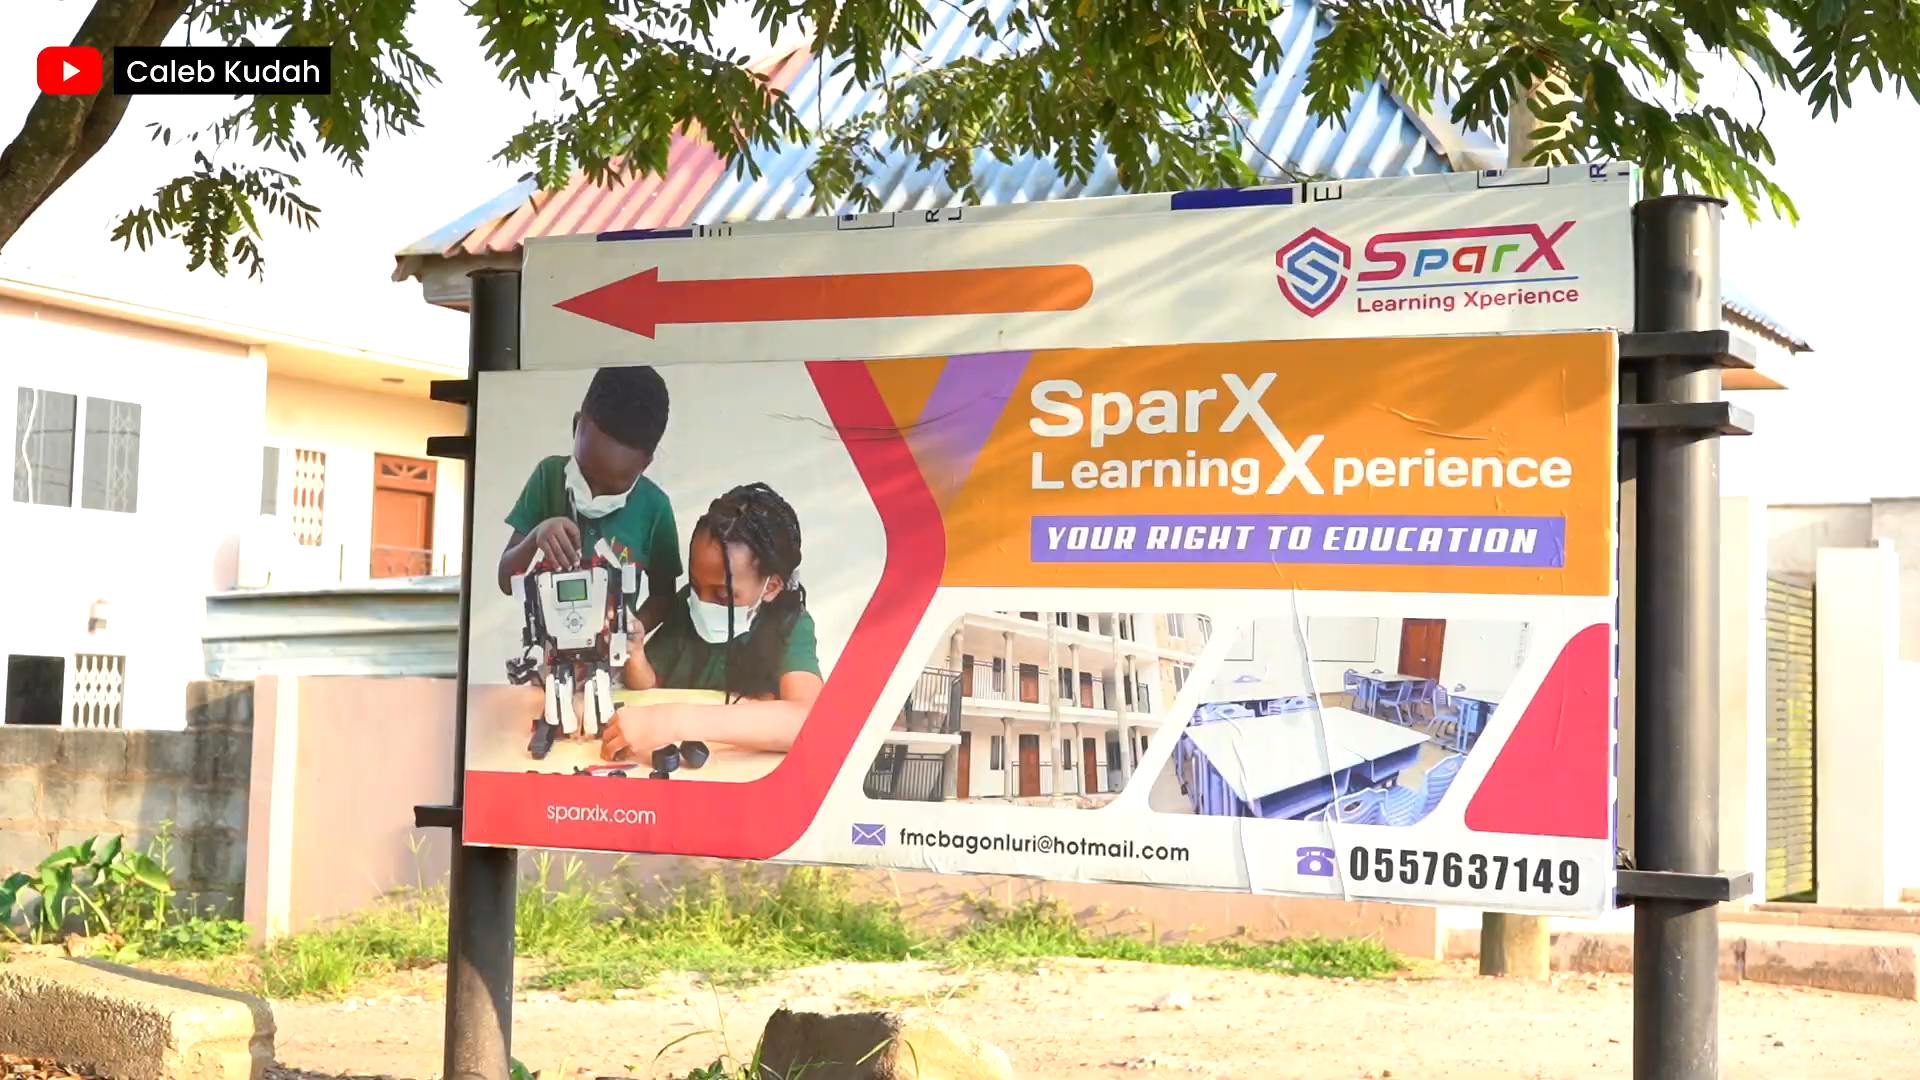 Caleb Kudah
SparX
Learning Xperience
SparX
Learning Xperience
YOUR RIGHT TO EDUCATION
sparxlx.com
fmcbagonluri@hotmail.com
0557637149